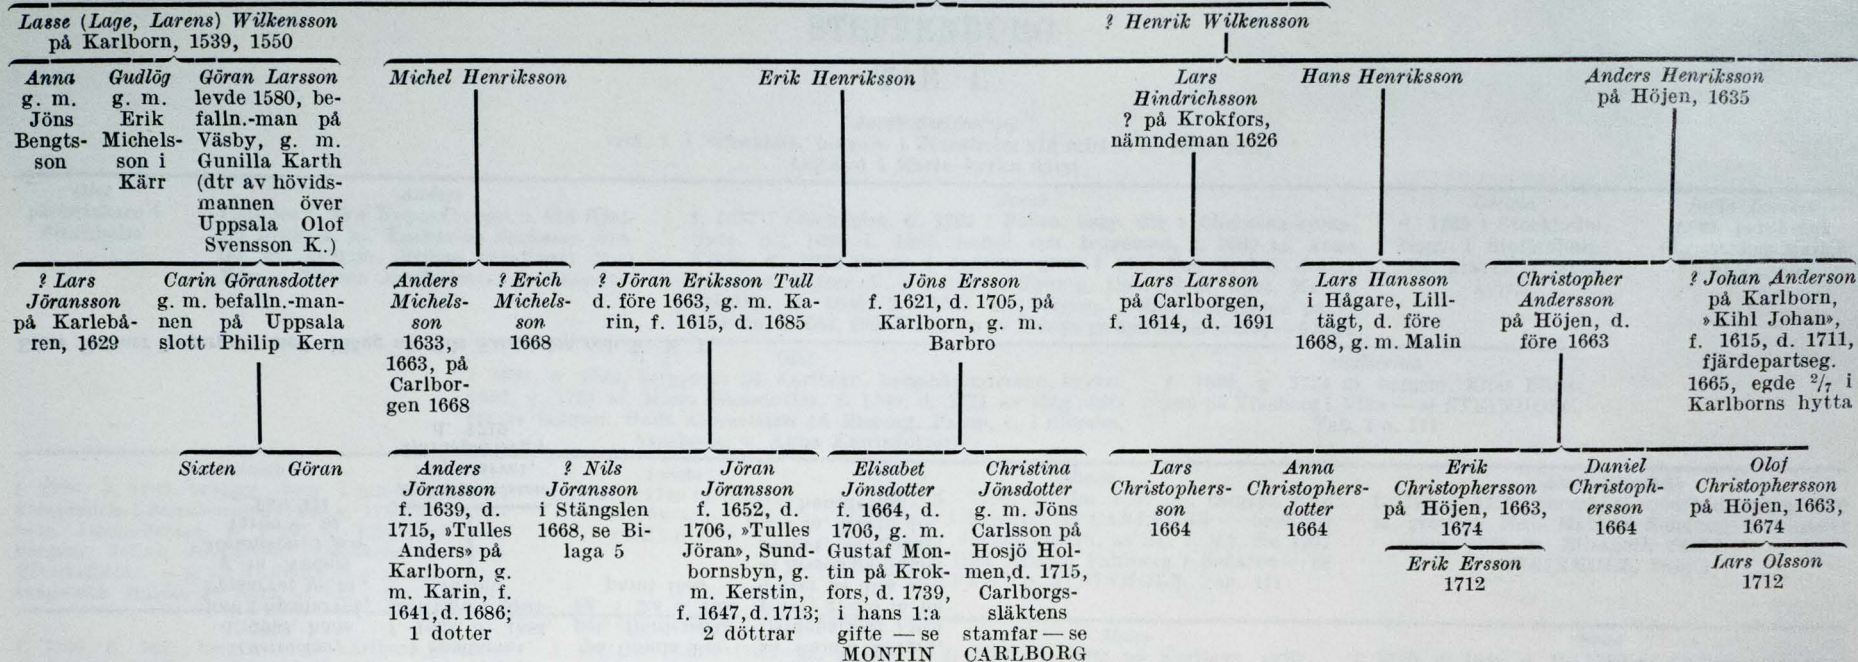 Lasse (Lage, Larens) Wilkensson
på Karlborn, 1539, 1550
? Henrik Wilkensson
Anna
g. m.
Jöns
Bengts-
son
Gudlög
g. m.
Erik
Michels-
son i
Kärr
Göran Larsson
levde 1580, be-
falln.-man på
Väsby, g. m.
Gunilla Karth
(dtr av hövids-
mannen över
Uppsala Olof
Svensson K.)
Michel Henriksson
Erik Henriksson
Lars
Hindrichsson
? på Krokfors,
nämndeman 1626
Hans Henriksson
Anders Henriksson
på Höjen, 1635
? Lars
Jöransson
på Karlebå-
ren, 1629
Carin Göransdotter
g. m. befalln.-man-
nen på Uppsala
slott Philip Kern
Anders
Michels-
son
1633,
1663, på
Carlbor-
gen 1668
? Erich
Michels-
son
1668
? Jöran Eriksson Tull
d. före 1663, g. m. Ka-
rin, f. 1615, d. 1685
Jöns Ersson
f. 1621, d. 1705, på
Karlborn, g. m.
Barbro
Lars Larsson
på Carlborgen,
f. 1614, d. 1691
Lars Hansson
i Hågare, Lill-
tägt, d. före
1668, g. m. Malin
Christopher
Andersson
på Höjen, d.
före 1663
? Johan Anderson
på Karlborn,
»Kihl Johan»,
f. 1615, d. 1711,
fjärdepartseg.
1665, egde 2/7 i
Karlborns hytta
Sixten
Göran
Anders
Jöransson
f. 1639, d.
1715, »Tulles
Anders» på
Karlborn, g.
m. Karin, f.
1641, d. 1686;
1 dotter
? Nils
Jöransson
i Stängslen
1668, se Bi-
laga 5
Jöran
Jöransson
f. 1652, d.
1706, »Tulles
Jöran», Sund-
bornsbyn, g.
m. Kerstin,
f. 1647, d. 1713;
2 döttrar
Elisabet
Jönsdotter
f. 1664, d.
1706, g. m.
Gustaf Mon-
tin på Krok-
fors, d. 1739,
i hans 1:a
gifte — se
MONTIN
Christina
Jönsdotter
g. m. Jöns
Carlsson på
Hosjö Hol-
men, d. 1715,
Carlborgs-
släktens
stamfar — se
CARLBORG
Lars
Christophers-
son
1664
Anna
Christophers-
dotter
1664
Erik
Christophersson
på Höjen, 1663,
1674
Erik Ersson
1712
Daniel
Christoph-
ersson
1664
Olof
Christophersson
på Höjen, 1663,
1674
Lars Olsson
1712